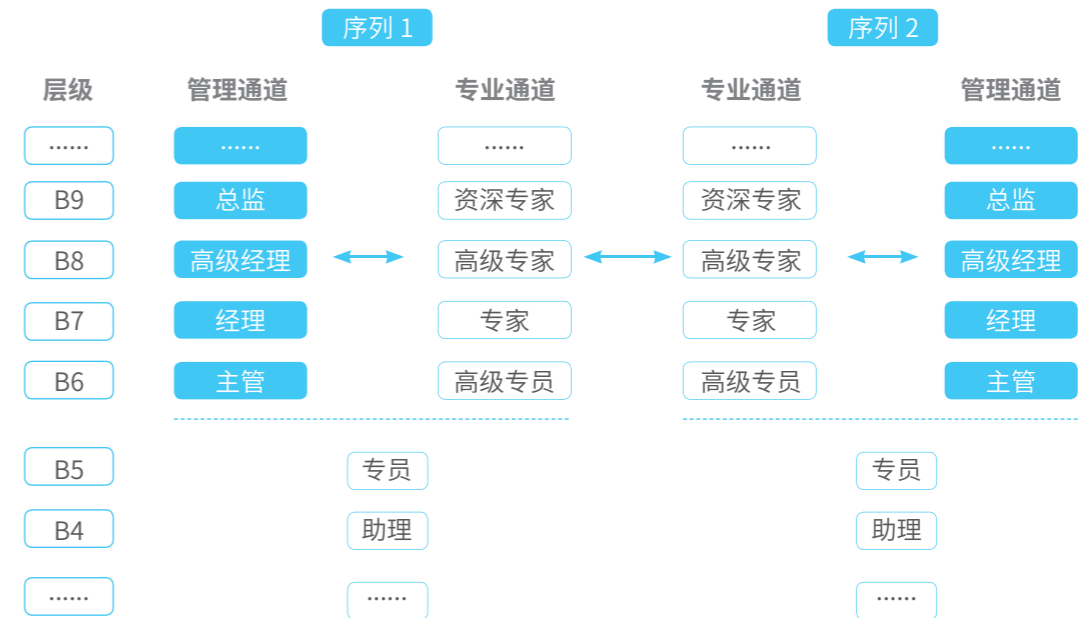 序列 1 序列 2
层级 管理通道 专业通道 专业通道 管理通道
…… …… …… …… ……
B9 总监 资深专家 资深专家 总监
B8 高级经理 高级专家 高级专家 高级经理
B7 经理 专家 专家 经理
B6 主管 高级专员 高级专员 主管
B5 专员 专员
B4 助理 助理
…… …… ……